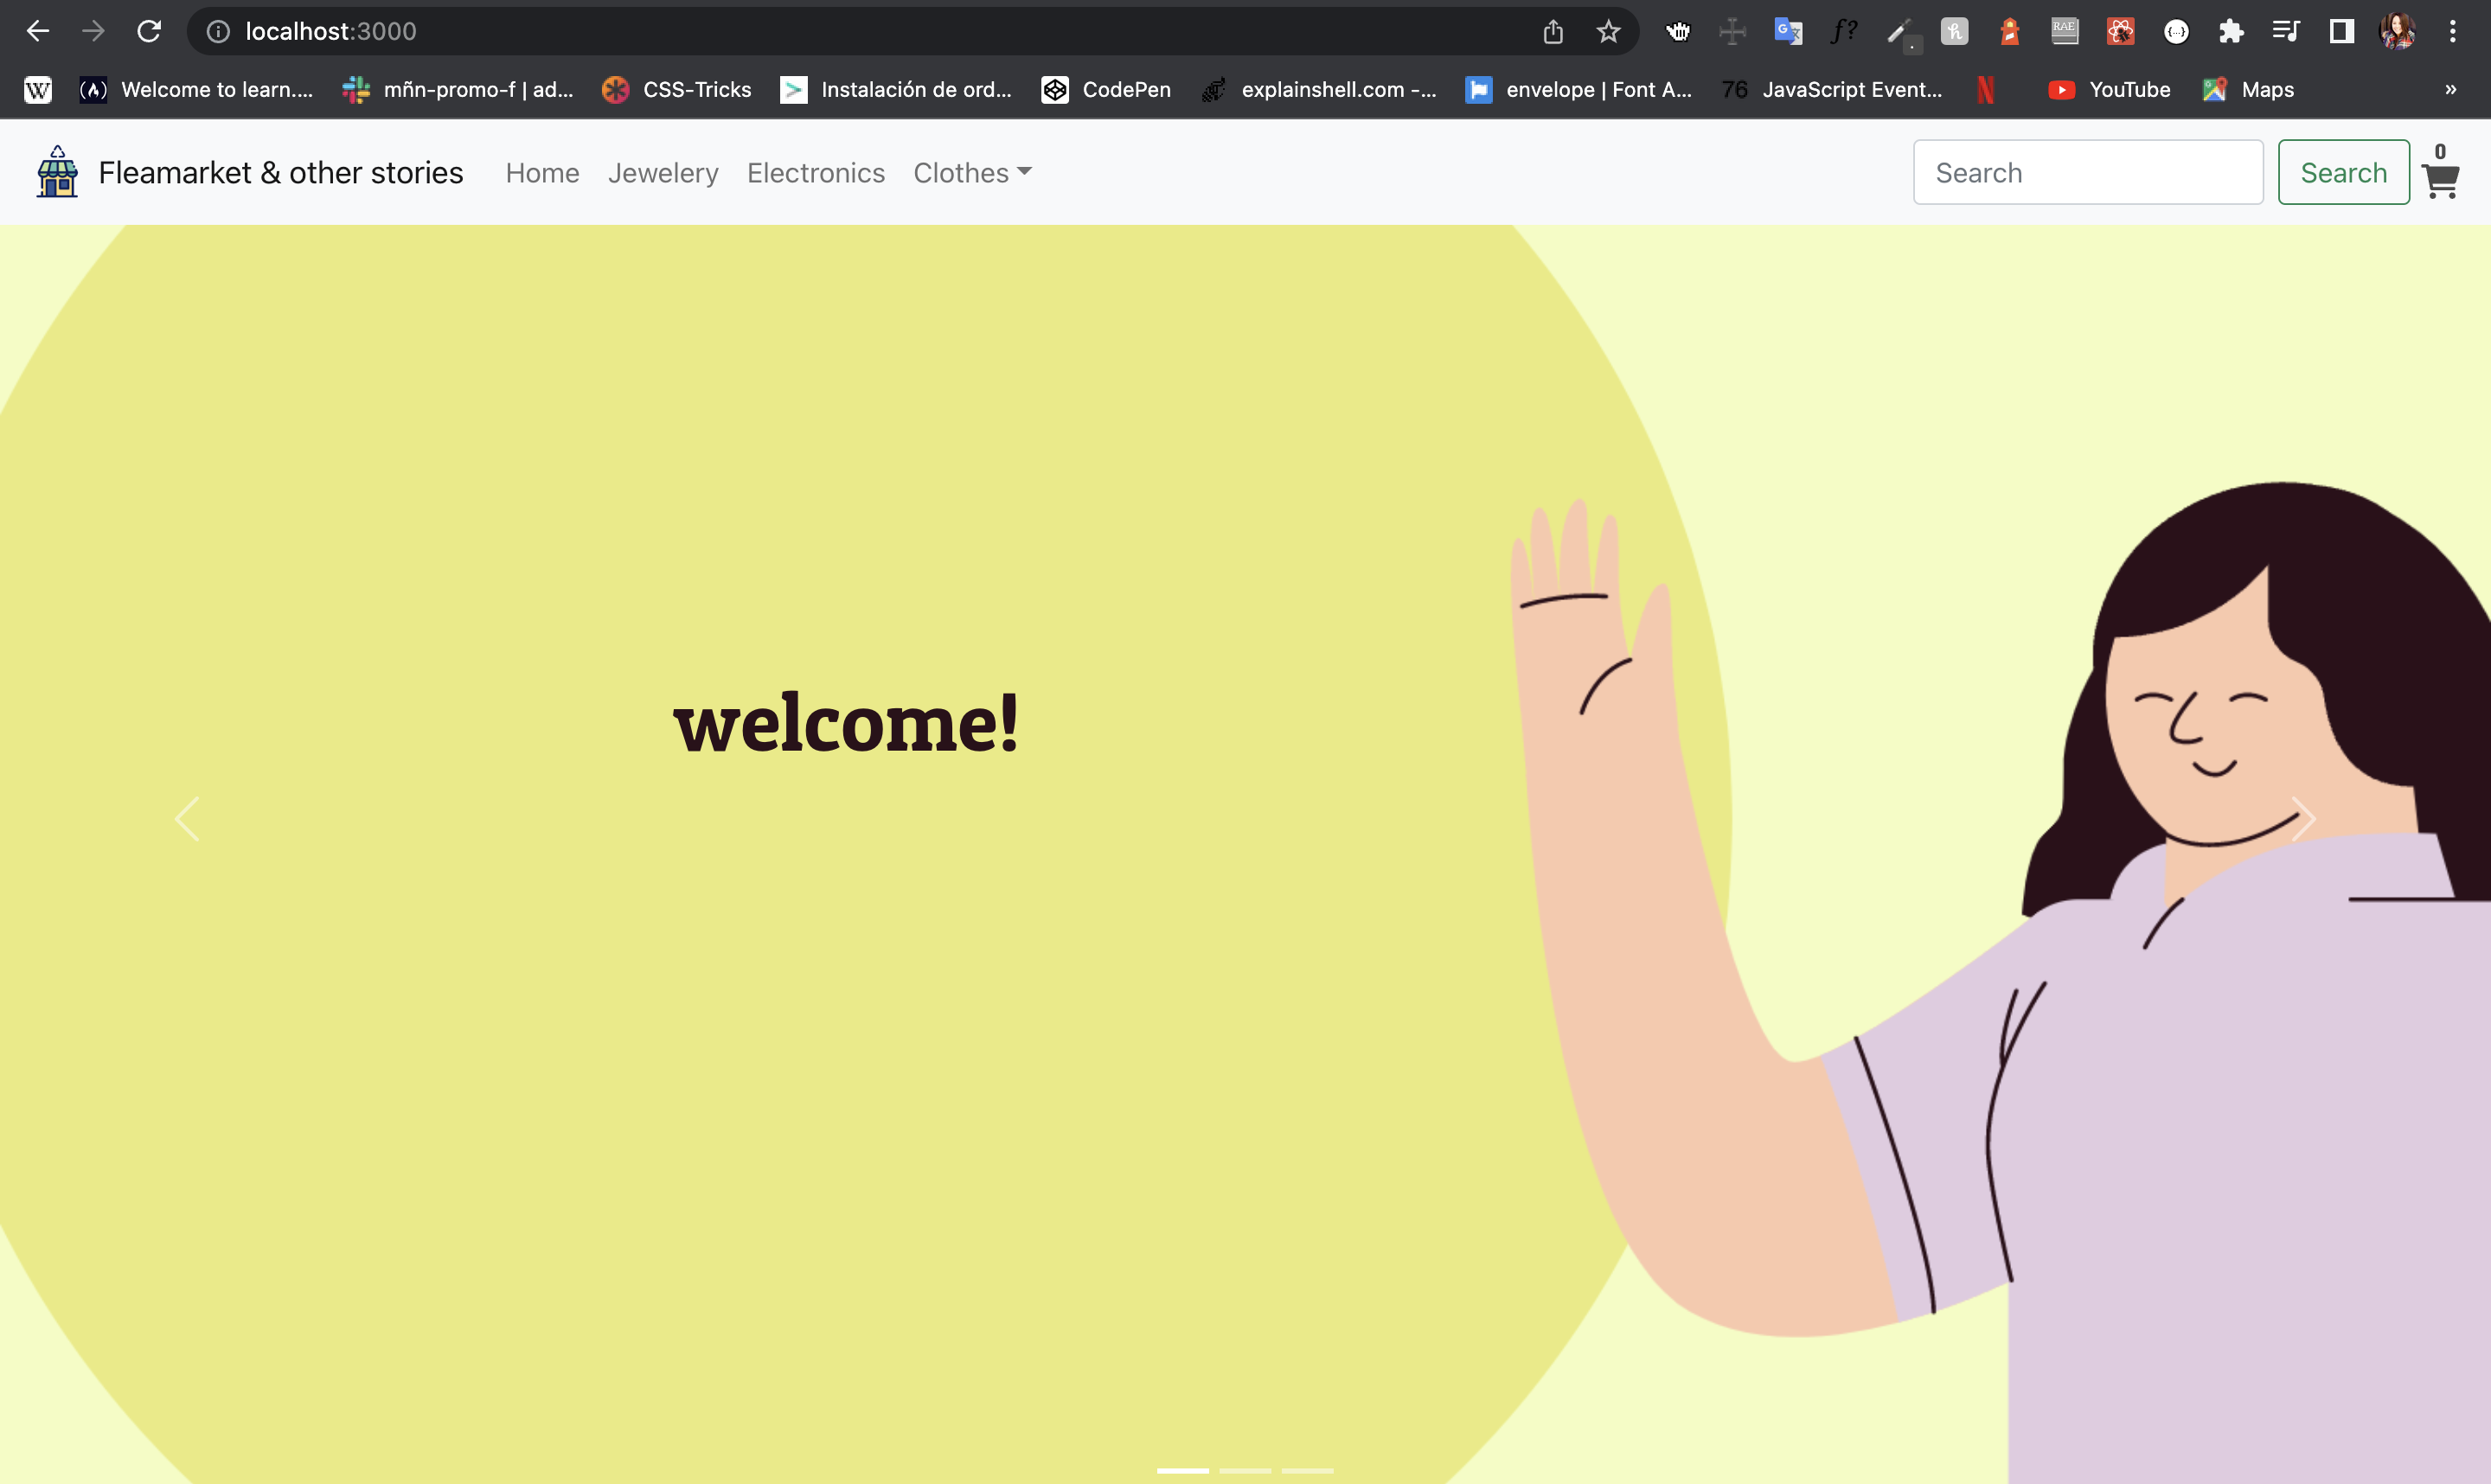 localhost:3000
W Welcome to learn.... mñn-promo-f | ad... CSS-Tricks Instalación de ord... CodePen explainshell.com -... envelope | Font A... 76 JavaScript Event... N YouTube Maps »
f? h RAE
Fleamarket & other stories Home Jewelery Electronics Clothes Search Search 0
welcome!